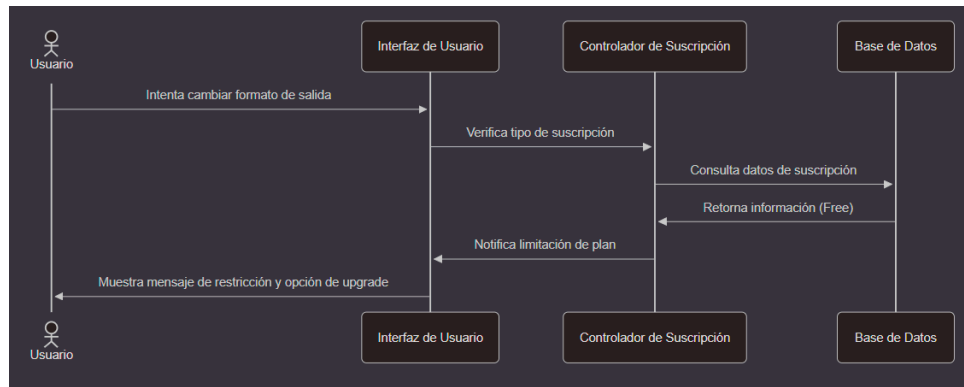 Usuario
Interfaz de Usuario
Controlador de Suscripción
Base de Datos
Intenta cambiar formato de salida
Verifica tipo de suscripción
Consulta datos de suscripción
Retorna información (Free)
Notifica limitación de plan
Muestra mensaje de restricción y opción de upgrade
Usuario
Interfaz de Usuario
Controlador de Suscripción
Base de Datos